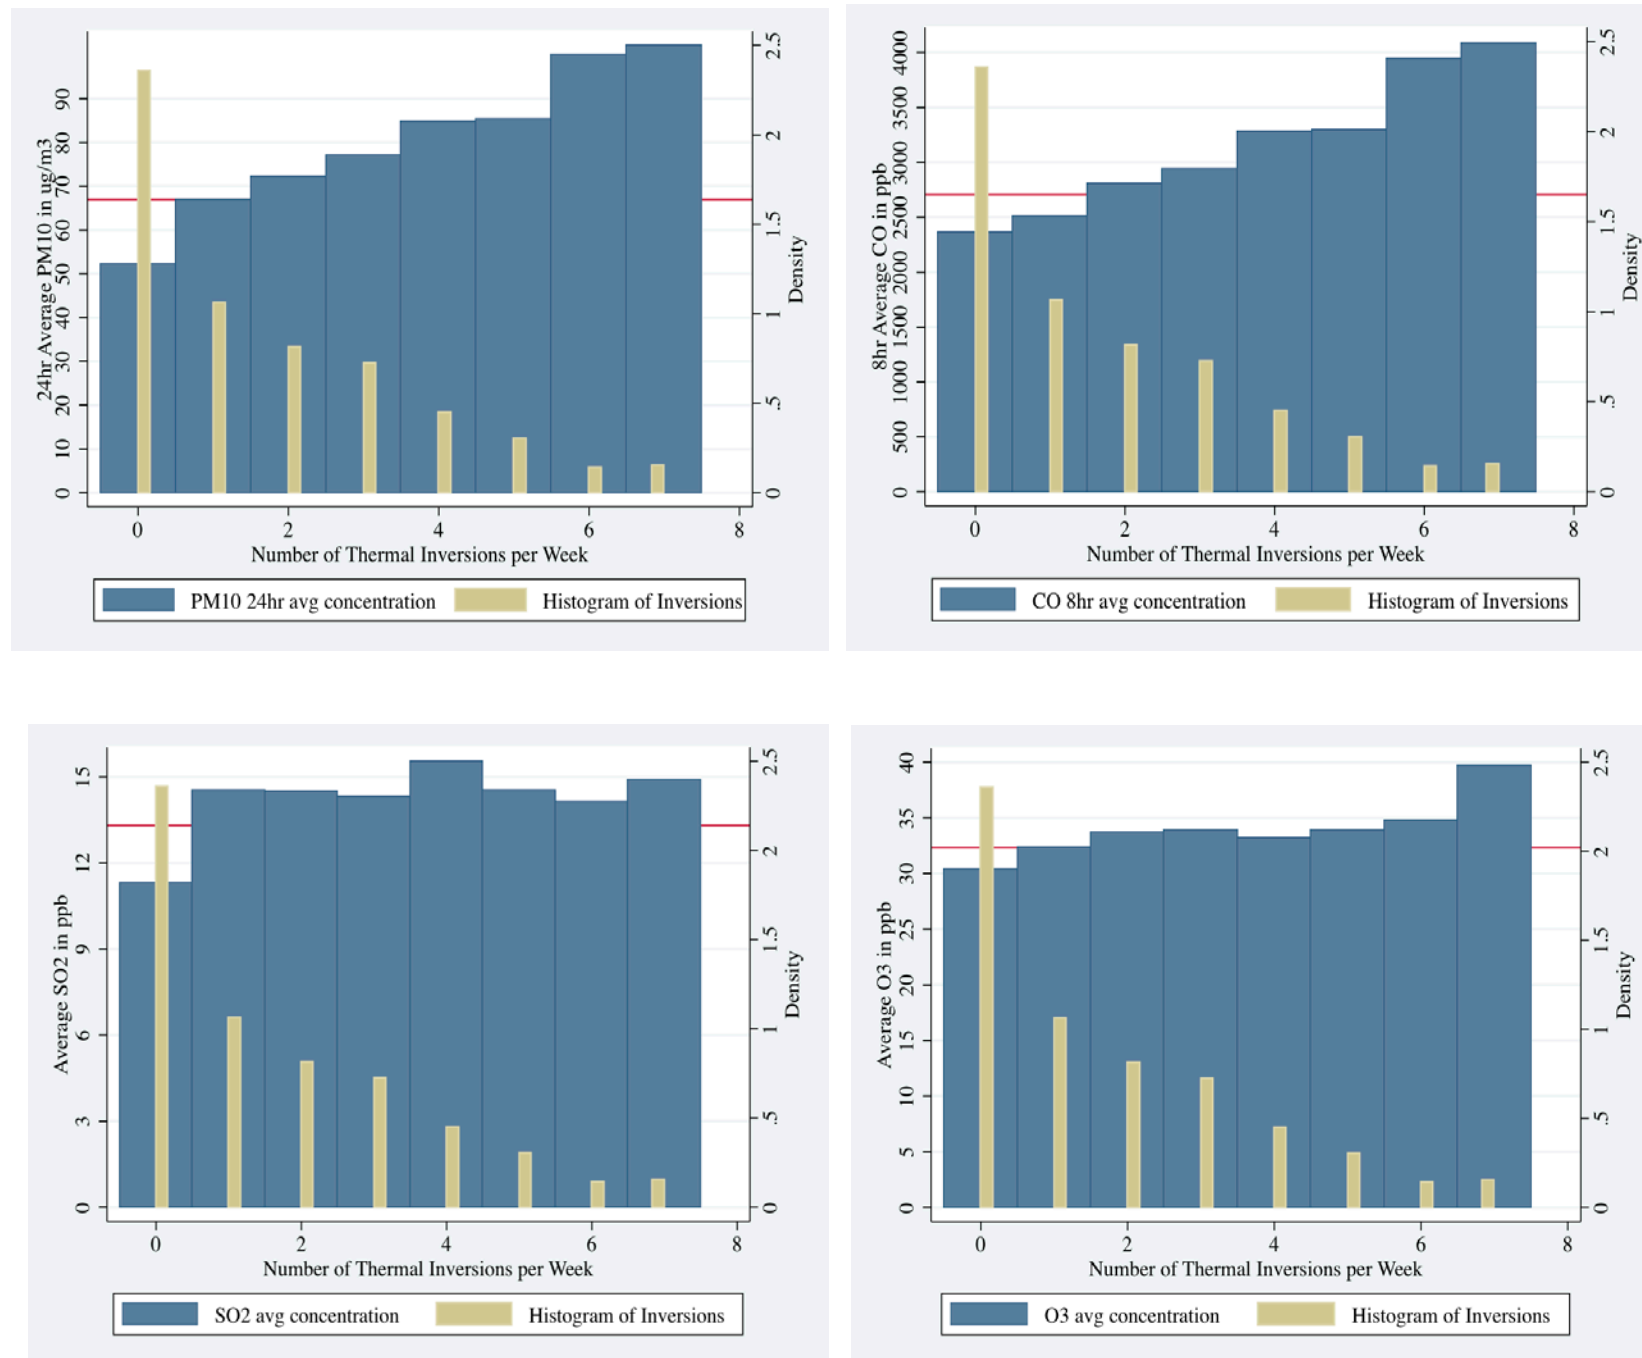 24hr Average PM10 in ug/m3
0 10 20 30 40 50 60 70 80 90
0 .5 1 1.5 2 2.5
Density
0 2 4 6 8
Number of Thermal Inversions per Week
PM10 24hr avg concentration Histogram of Inversions
8hr Average CO in ppb
0 500 1000 1500 2000 2500 3000 3500 4000
0 .5 1 1.5 2 2.5
Density
0 2 4 6 8
Number of Thermal Inversions per Week
CO 8hr avg concentration Histogram of Inversions
Average SO2 in ppb
0 3 6 9 12 15
0 .5 1 1.5 2 2.5
Density
0 2 4 6 8
Number of Thermal Inversions per Week
SO2 avg concentration Histogram of Inversions
Average O3 in ppb
0 5 10 15 20 25 30 35 40
0 .5 1 1.5 2 2.5
Density
0 2 4 6 8
Number of Thermal Inversions per Week
O3 avg concentration Histogram of Inversions